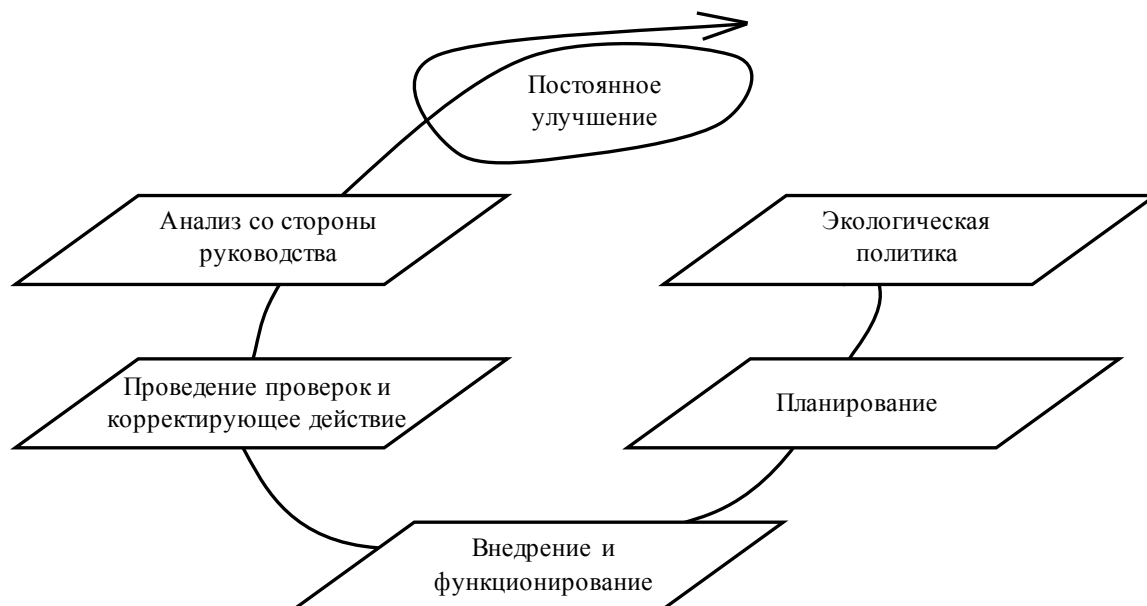 Постоянное
улучшение
Анализ со стороны
руководства
Экологическая
политика
Проведение проверок и
корректирующее действие
Планирование
Внедрение и
функционирование